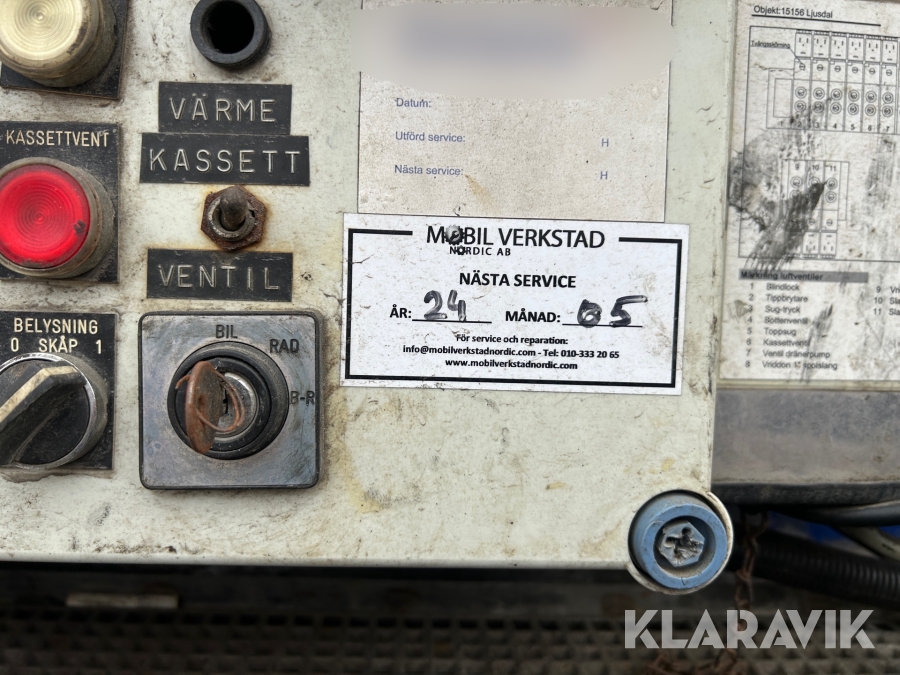 VÄRME
KASSETT
KASSETTVENT
VENTIL
BELYSNING
0 SKÅP 1
BIL
RAD
B-R
Datum:
Utförd service: H
Nästa service: H
MOBIL VERKSTAD
NORDIC AB
NÄSTA SERVICE
ÅR: 24 MÅNAD: 05
För service och reparation:
info@mobilverkstadnordic.com - Tel: 010-333 20 65
www.mobilverkstadnordic.com
Objekt:15156 Ljusdal
Märkning luftventiler
1 Blindlock
2 Tippbrytare
3 Sug-tryck
4 Bottenventil
5 Toppsug
6 Kassettventil
7 Ventil dränerpump
8 Vriddon
9
10
11
KLARAVIK